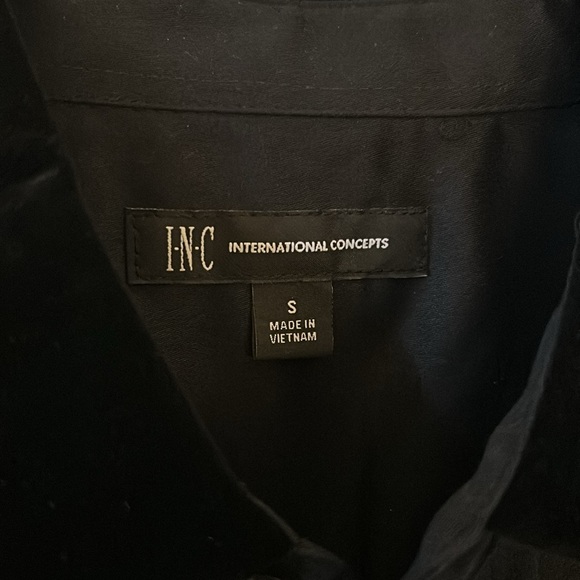 I·N·C INTERNATIONAL CONCEPTS
S
MADE IN
VIETNAM